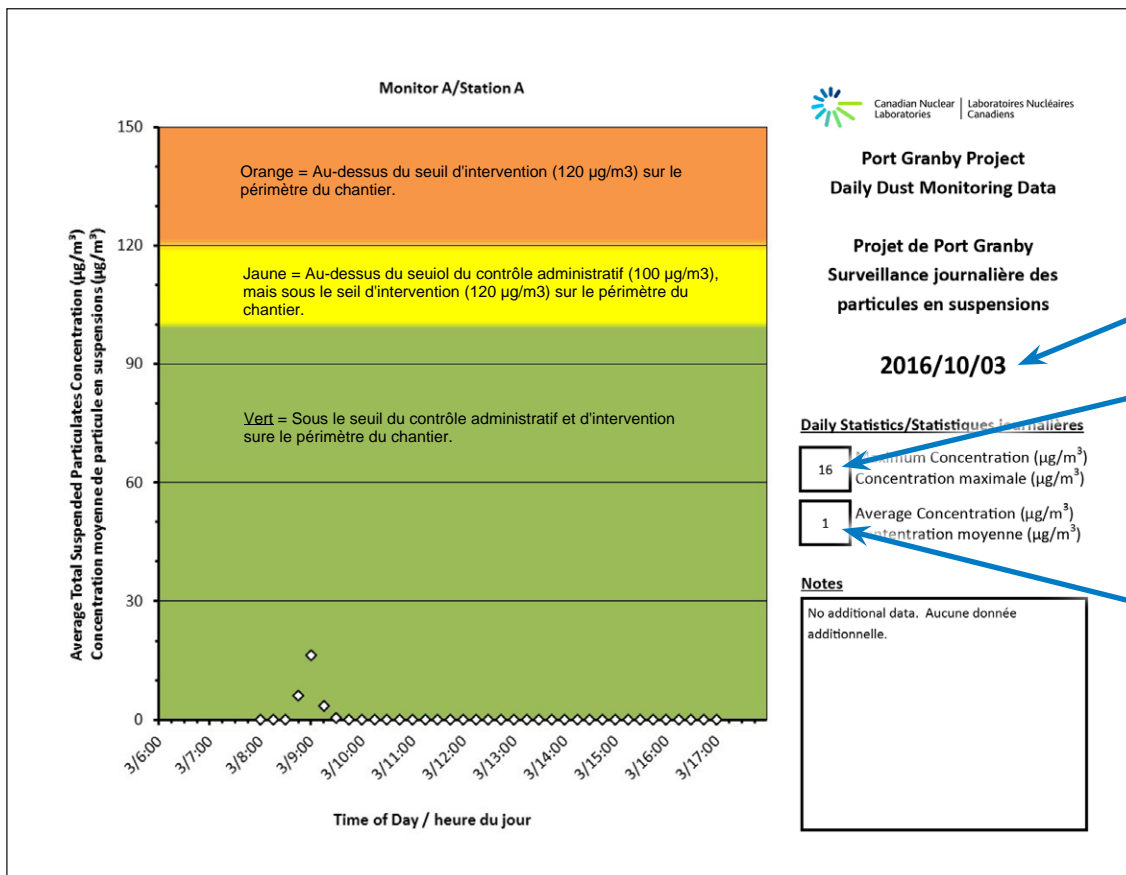 Monitor A/Station A
150
120
90
60
30
0
Average Total Suspended Particulates Concentration (µg/m³)
Concentration moyenne de particule en suspensions (µg/m³)
Orange = Au-dessus du seuil d'intervention (120 µg/m3) sur le
périmètre du chantier.
Jaune = Au-dessus du seuiol du contrôle administratif (100 µg/m3),
mais sous le seil d'intervention (120 µg/m3) sur le périmètre du
chantier.
Vert = Sous le seuil du contrôle administratif et d'intervention
sure le périmètre du chantier.
3/6:00
3/7:00
3/8:00
3/9:00
3/10:00
3/11:00
3/12:00
3/13:00
3/14:00
3/15:00
3/16:00
3/17:00
Time of Day / heure du jour
Canadian Nuclear | Laboratoires Nucléaires
Laboratories | Canadiens
Port Granby Project
Daily Dust Monitoring Data
Projet de Port Granby
Surveillance journalière des
particules en suspensions
2016/10/03
Daily Statistics/Statistiques journalières
16
Maximum Concentration (µg/m³)
Concentration maximale (µg/m³)
1
Average Concentration (µg/m³)
moyenne (µg/m³)
Notes
No additional data. Aucune donnée
additionnelle.